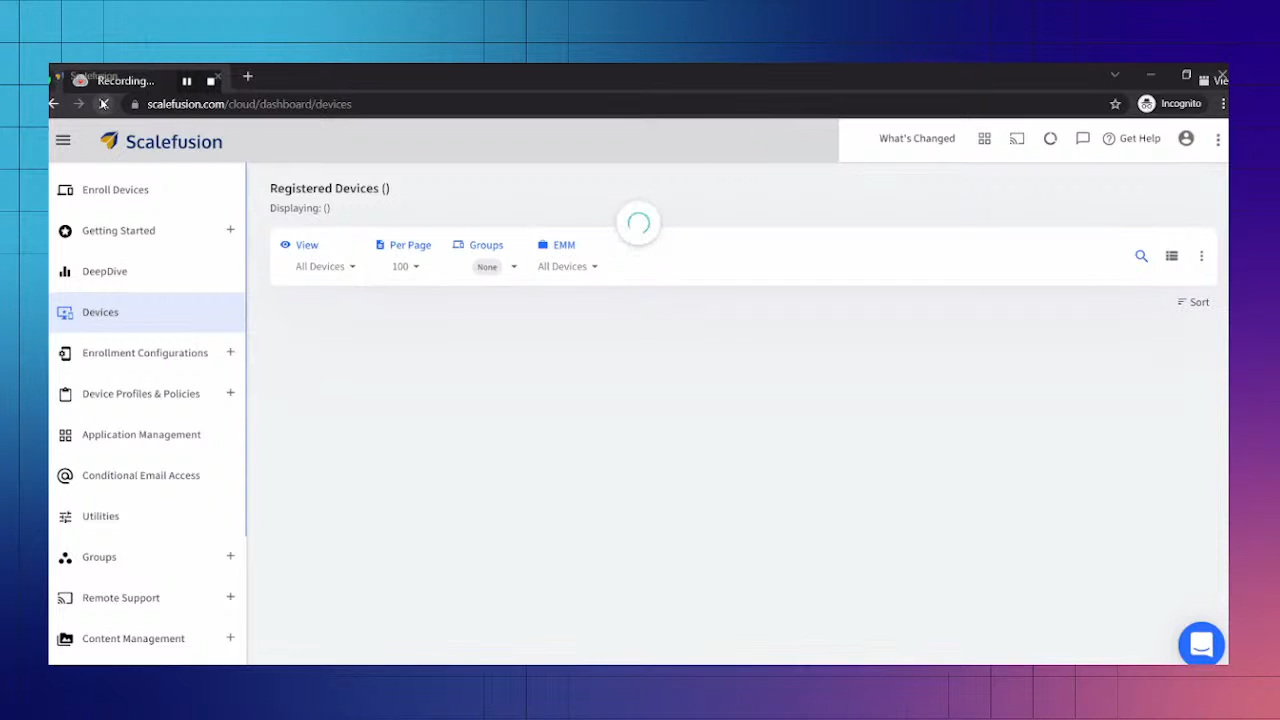 Scalefusion
Recording...
scalefusion.com/cloud/dashboard/devices
Incognito
Scalefusion
What's Changed
Get Help
Enroll Devices
Getting Started +
DeepDive
Devices
Enrollment Configurations +
Device Profiles & Policies +
Application Management
Conditional Email Access
Utilities
Groups +
Remote Support +
Content Management +
Registered Devices ()
Displaying: ()
View
Per Page
Groups
EMM
All Devices
100
None
All Devices
Sort